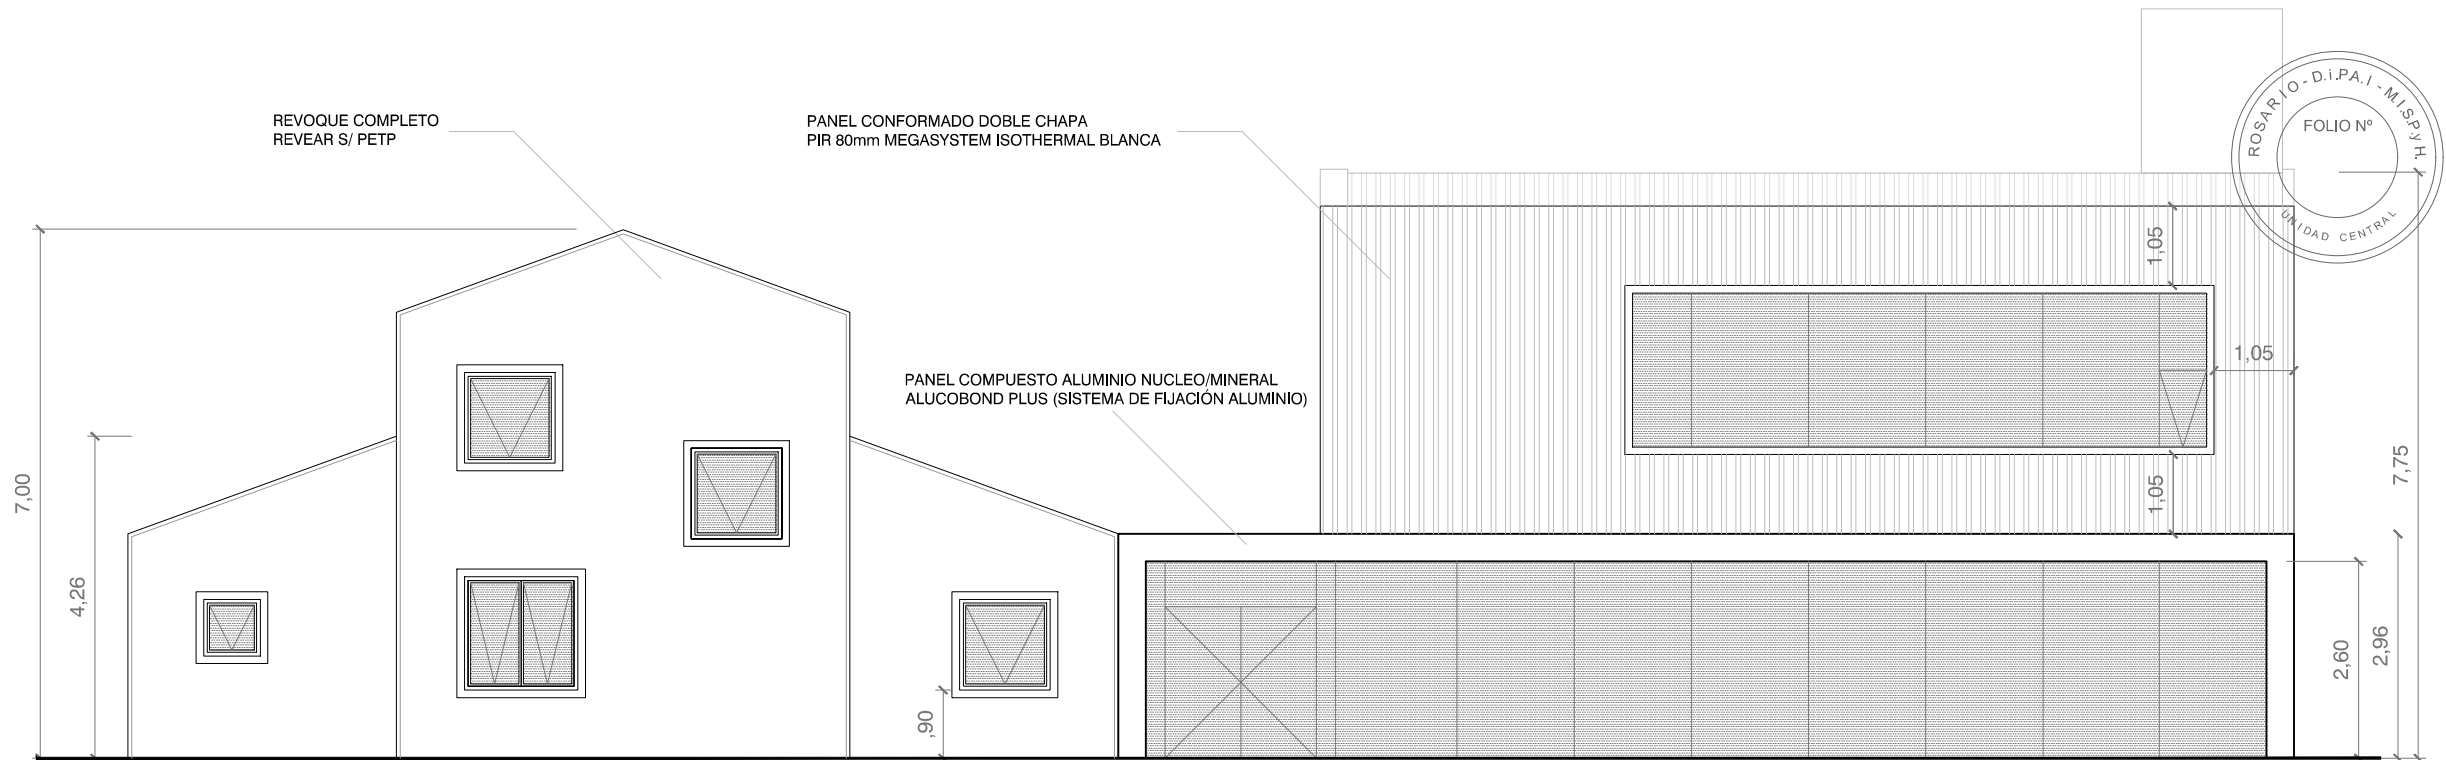 REVOQUE COMPLETO
REVEAR S/ PETP
PANEL CONFORMADO DOBLE CHAPA
PIR 80mm MEGASYSTEM ISOTHERMAL BLANCA
ROSARIO - D.i.P.A.I - M.I.S.P.y H.
FOLIO Nº
UNIDAD CENTRAL
PANEL COMPUESTO ALUMINIO NUCLEO/MINERAL
ALUCOBOND PLUS (SISTEMA DE FIJACIÓN ALUMINIO)
7,00
4,26
,90
1,05
1,05
1,05
7,75
2,60
2,96